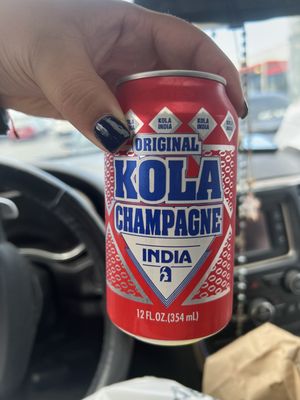 KOLA
INDIA
KOLA
INDIA
ORIGINAL
KOLA
CHAMPAGNE
INDIA
12 FL.OZ.(354 mL)